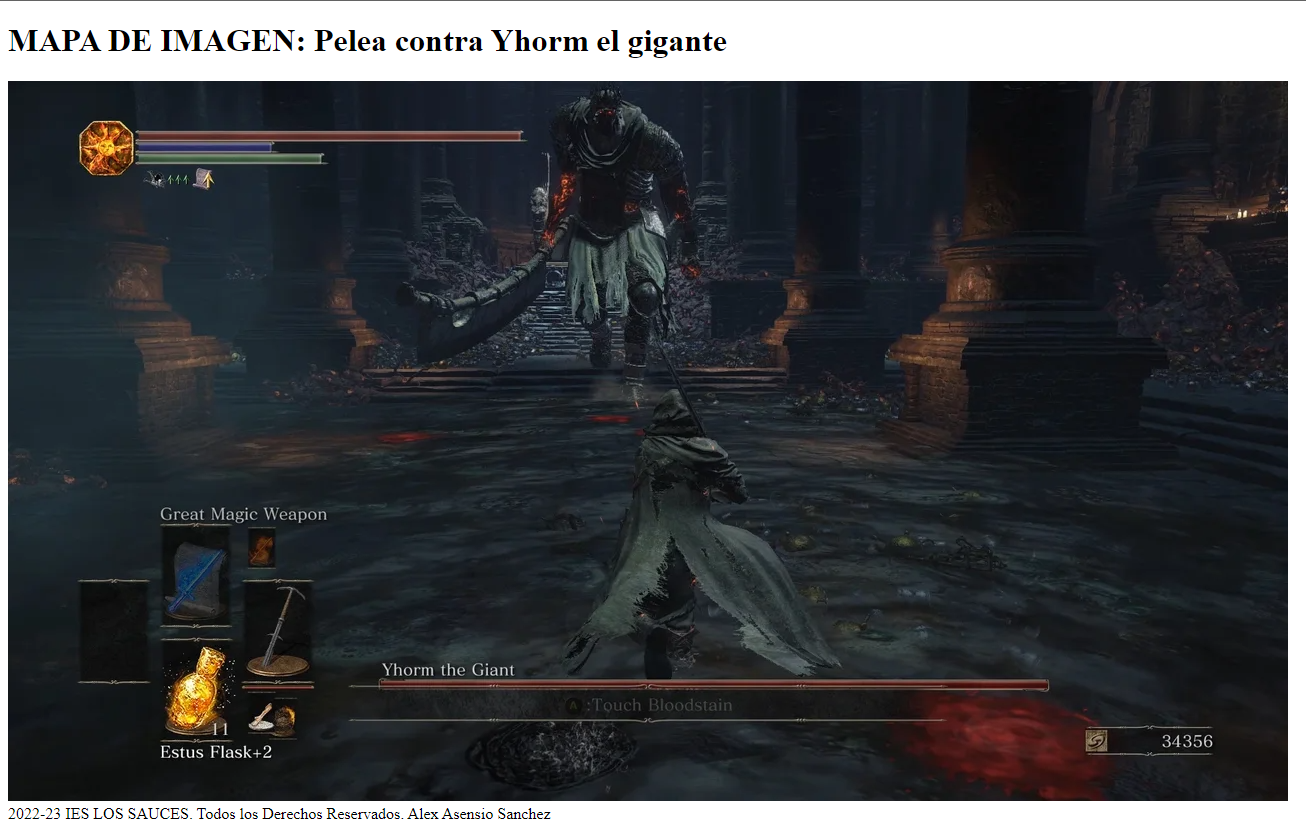 MAPA DE IMAGEN: Pelea contra Yhorm el gigante
Great Magic Weapon
11
Estus Flask+2
Yhorm the Giant
A:Touch Bloodstain
34356
2022-23 IES LOS SAUCES. Todos los Derechos Reservados. Alex Asensio Sanchez